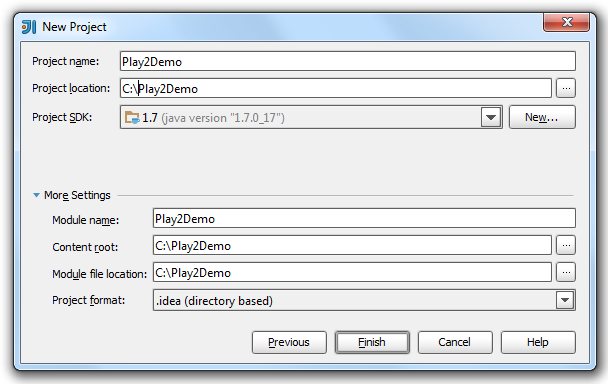 New Project
Project name: Play2Demo
Project location: C:\Play2Demo ...
Project SDK: 1.7 (java version "1.7.0_17") New...
More Settings
Module name: Play2Demo
Content root: C:\Play2Demo ...
Module file location: C:\Play2Demo ...
Project format: .idea (directory based)
Previous Finish Cancel Help